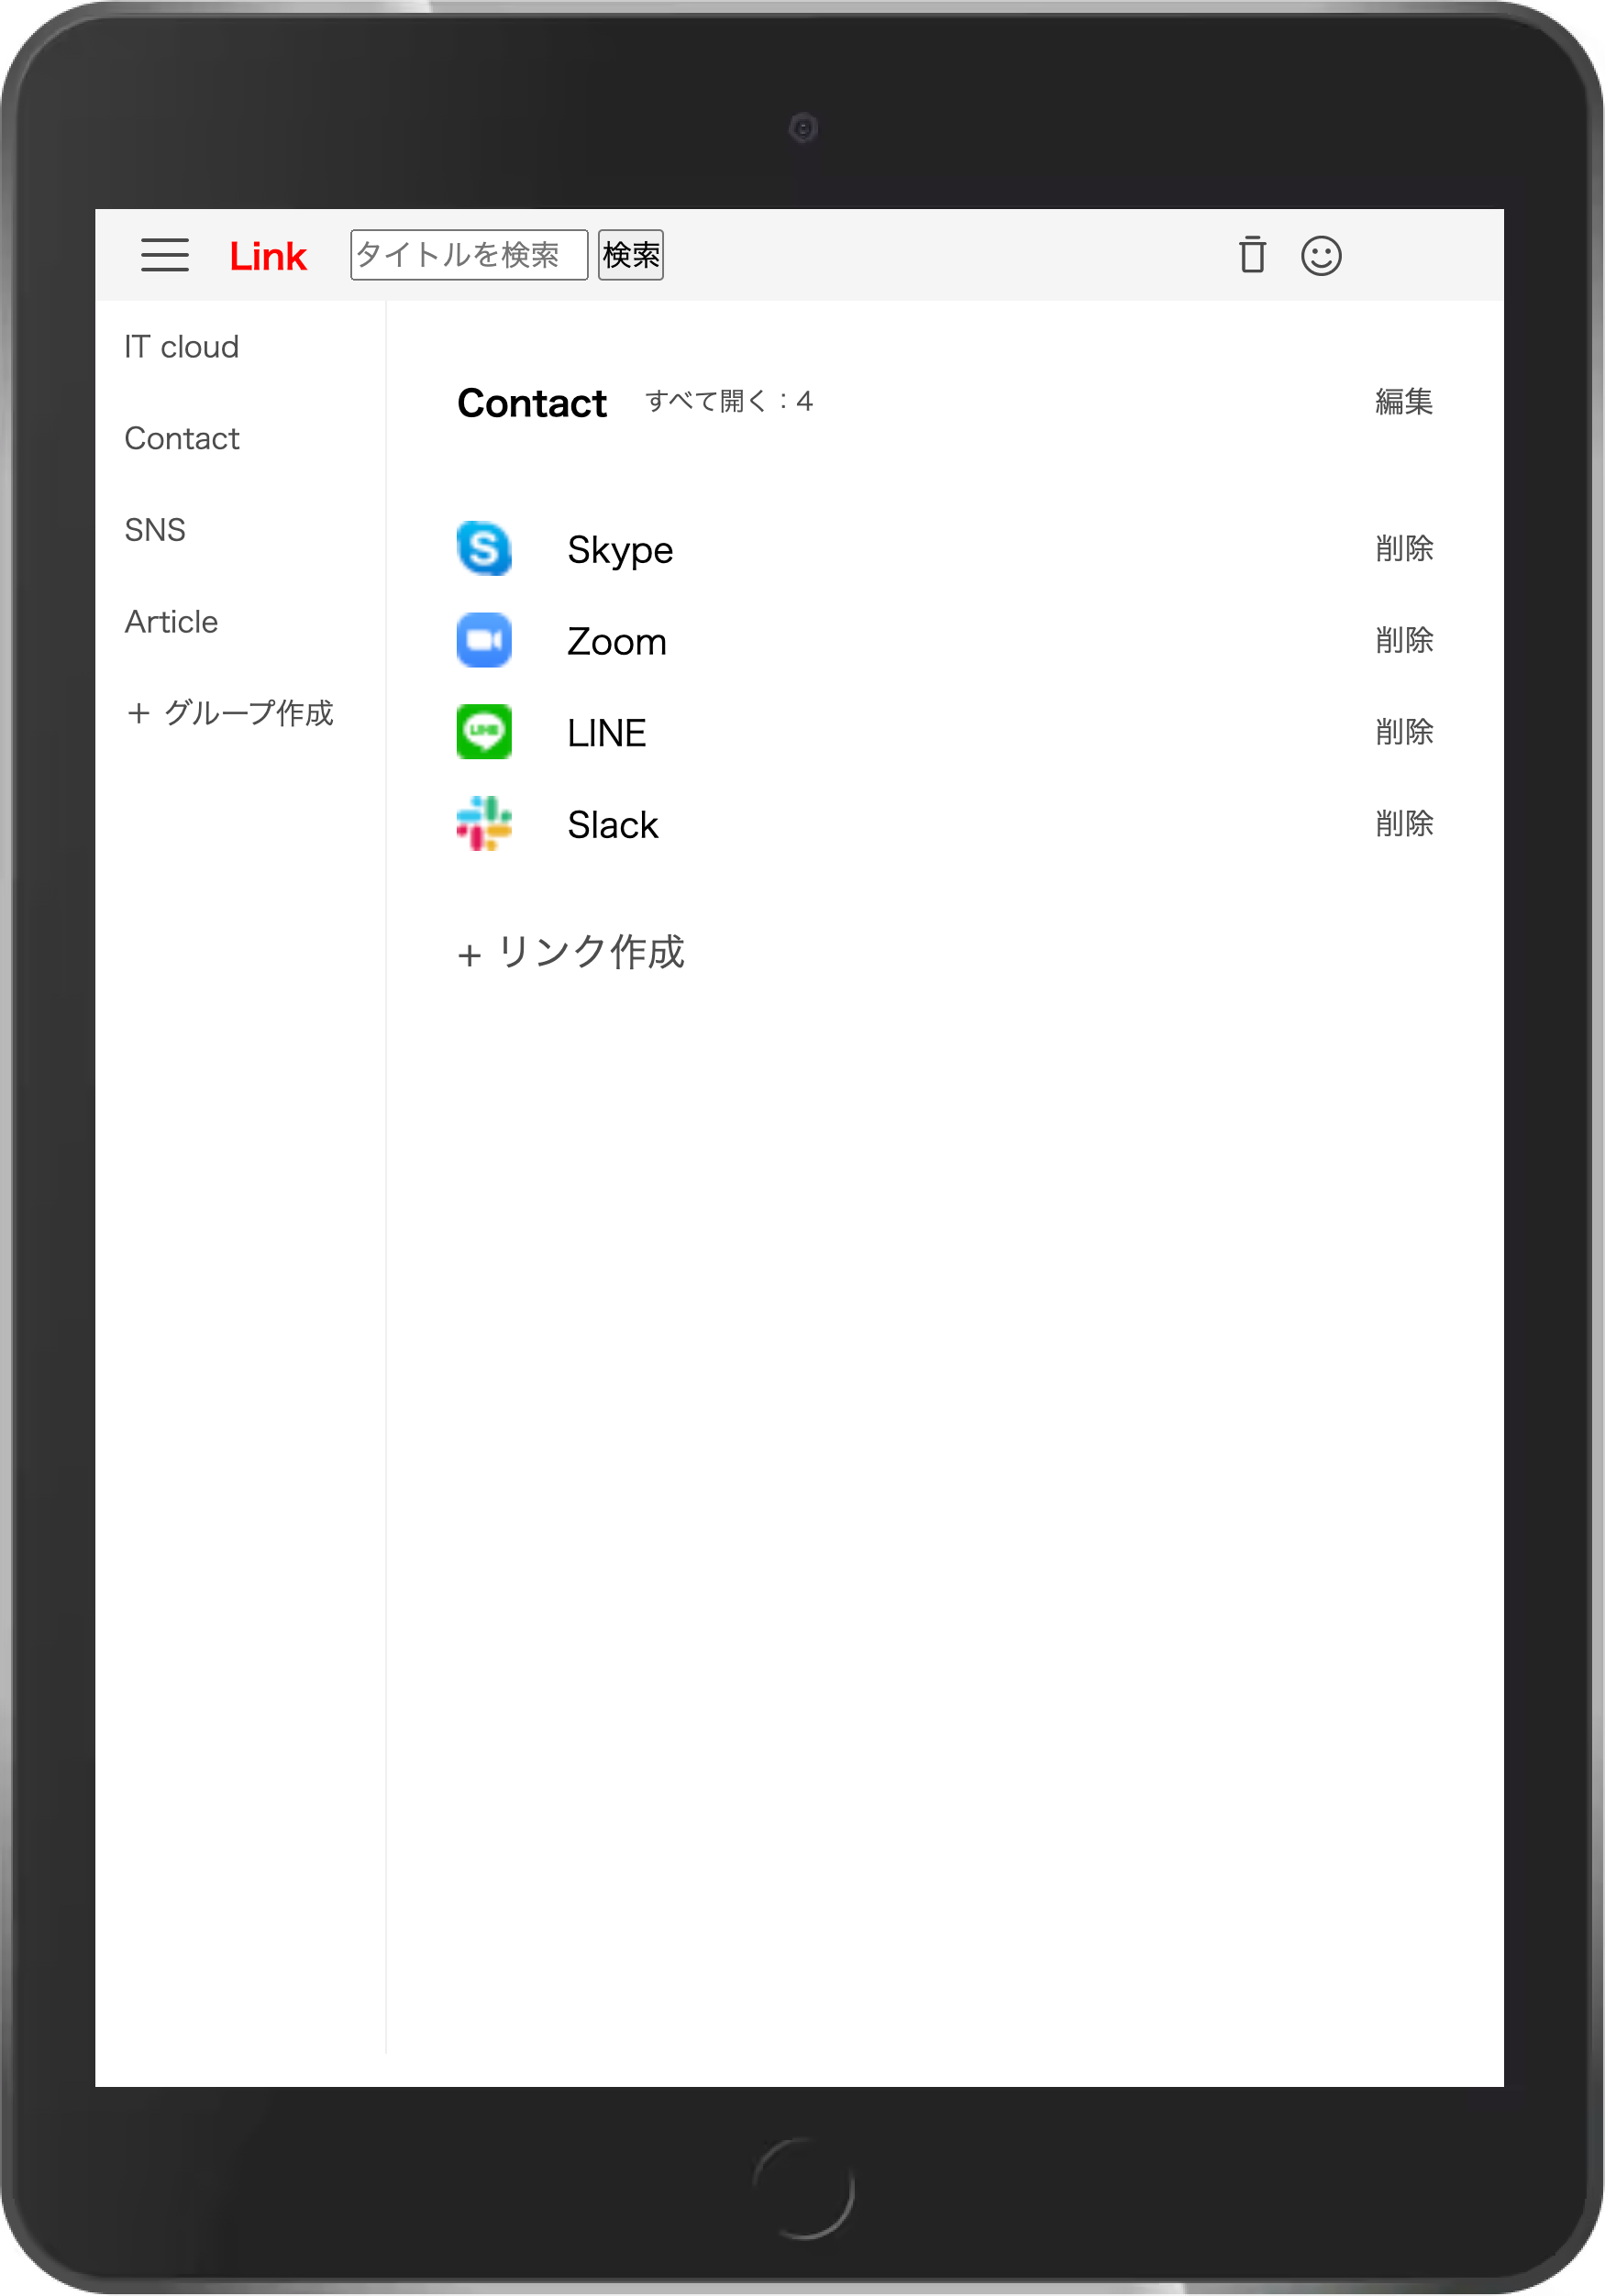 Link タイトルを検索 検索
IT cloud
Contact
SNS
Article
+ グループ作成
Contact すべて開く：4 編集
Skype 削除
Zoom 削除
LINE 削除
Slack 削除
+ リンク作成